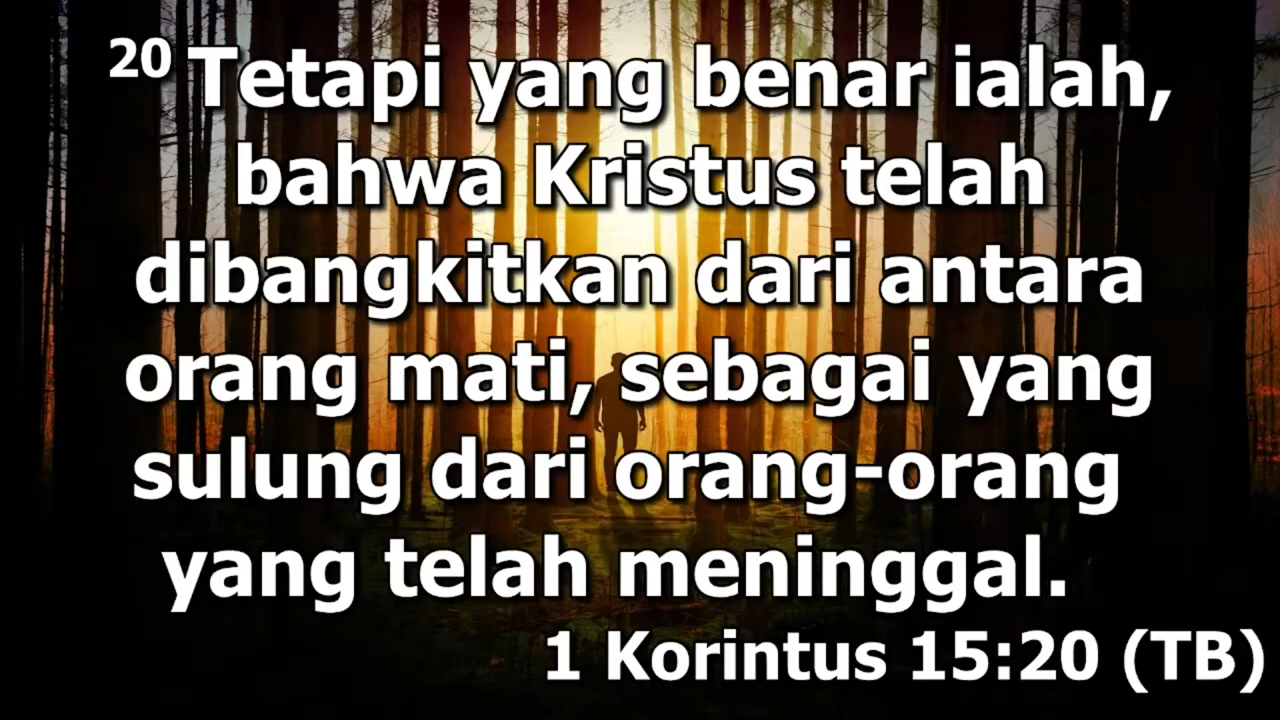 20 Tetapi yang benar ialah,
bahwa Kristus telah
dibangkitkan dari antara
orang mati, sebagai yang
sulung dari orang-orang
yang telah meninggal.
1 Korintus 15:20 (TB)